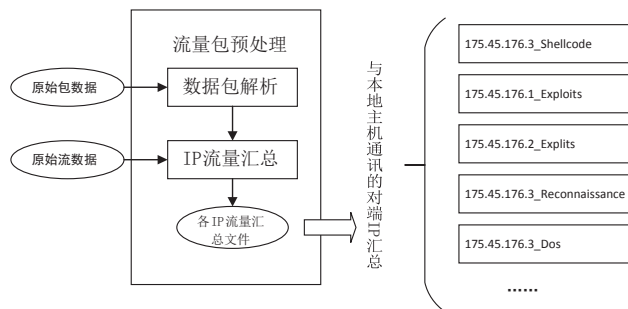 流量包预处理
原始包数据
数据包解析
原始流数据
IP流量汇总
各IP流量汇
总文件
与本地主机通讯的对端IP汇总
175.45.176.3_Shellcode
175.45.176.1_Exploits
175.45.176.2_Explits
175.45.176.3_Reconnaissance
175.45.176.3_Dos
......